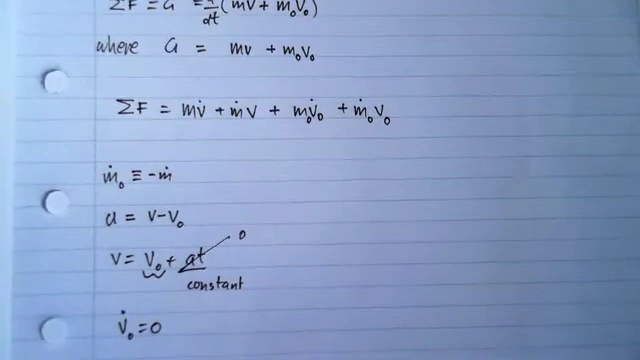 ΣF = G = d/dt (mv + m₀v₀)
where G = mv + m₀v₀
ΣF = mv̇ + ṁv + m₀v̇₀ + ṁ₀v₀
ṁ₀ ≡ -ṁ
u = v - v₀
v = v₀ + at 0
constant
v̇₀ = 0